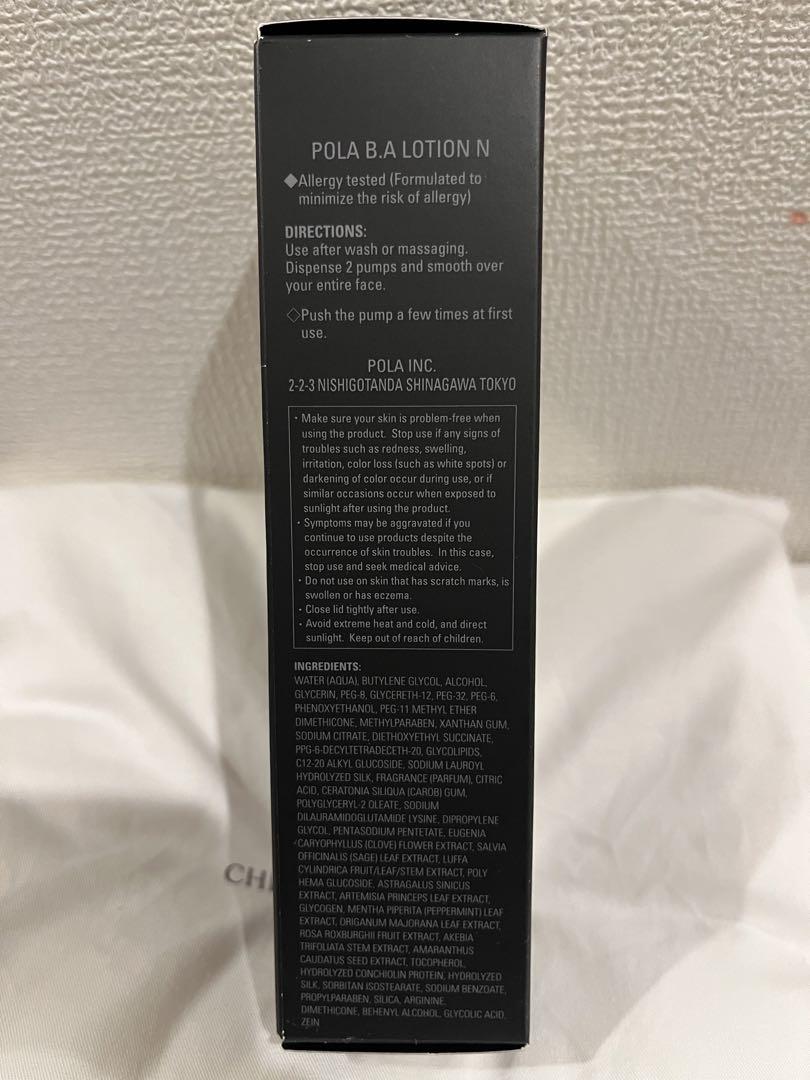 POLA B.A LOTION N
◆Allergy tested (Formulated to
minimize the risk of allergy)
DIRECTIONS:
Use after wash or massaging.
Dispense 2 pumps and smooth over
your entire face.
◇Push the pump a few times at first
use.
POLA INC.
2-2-3 NISHIGOTANDA SHINAGAWA TOKYO
・Make sure your skin is problem-free when
using the product. Stop use if any signs of
troubles such as redness, swelling,
irritation, color loss (such as white spots) or
darkening of color occur during use, or if
similar occasions occur when exposed to
sunlight after using the product.
・Symptoms may be aggravated if you
continue to use products despite the
occurrence of skin troubles. In this case,
stop use and seek medical advice.
・Do not use on skin that has scratch marks, is
swollen or has eczema.
・Close lid tightly after use.
・Avoid extreme heat and cold, and direct
sunlight. Keep out of reach of children.
INGREDIENTS:
WATER (AQUA), BUTYLENE GLYCOL, ALCOHOL,
GLYCERIN, PEG-8, GLYCERETH-12, PEG-32, PEG-6,
PHENOXYETHANOL, PEG-11 METHYL ETHER
DIMETHICONE, METHYLPARABEN, XANTHAN GUM,
SODIUM CITRATE, DIETHOXYETHYL SUCCINATE,
PPG-6-DECYLTETRADECETH-20, GLYCOLIPIDS,
C12-20 ALKYL GLUCOSIDE, SODIUM LAUROYL
HYDROLYZED SILK, FRAGRANCE (PARFUM), CITRIC
ACID, CERATONIA SILIQUA (CAROB) GUM,
POLYGLYCERYL-2 OLEATE, SODIUM
DILAURAMIDOGLUTAMIDE LYSINE, DIPROPYLENE
GLYCOL, PENTASODIUM PENTETATE, EUGENIA
CARYOPHYLLUS (CLOVE) FLOWER EXTRACT, SALVIA
OFFICINALIS (SAGE) LEAF EXTRACT, LUFFA
CYLINDRICA FRUIT/LEAF/STEM EXTRACT, POLY
HEMA GLUCOSIDE, ASTRAGALUS SINICUS
EXTRACT, ARTEMISIA PRINCEPS LEAF EXTRACT,
GLYCOGEN, MENTHA PIPERITA (PEPPERMINT) LEAF
EXTRACT, ORIGANUM MAJORANA LEAF EXTRACT,
ROSA ROXBURGHII FRUIT EXTRACT, AKEBIA
TRIFOLIATA STEM EXTRACT, AMARANTHUS
CAUDATUS SEED EXTRACT, TOCOPHEROL,
HYDROLYZED CONCHIOLIN PROTEIN, HYDROLYZED
SILK, SORBITAN ISOSTEARATE, SODIUM BENZOATE,
PROPYLPARABEN, SILICA, ARGININE,
DIMETHICONE, BEHENYL ALCOHOL, GLYCOLIC ACID,
ZEIN